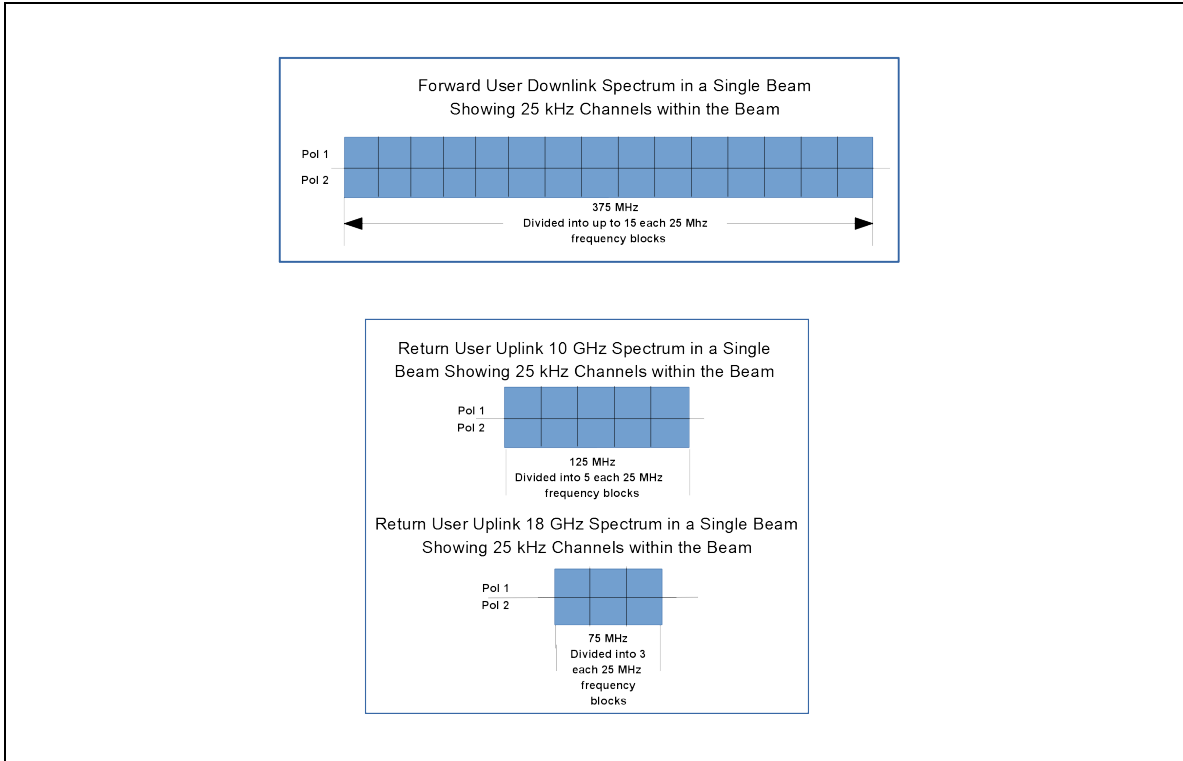 Forward User Downlink Spectrum in a Single Beam
Showing 25 kHz Channels within the Beam
Pol 1
Pol 2
375 MHz
Divided into up to 15 each 25 Mhz
frequency blocks
Return User Uplink 10 GHz Spectrum in a Single
Beam Showing 25 kHz Channels within the Beam
Pol 1
Pol 2
125 MHz
Divided into 5 each 25 MHz
frequency blocks
Return User Uplink 18 GHz Spectrum in a Single Beam
Showing 25 kHz Channels within the Beam
Pol 1
Pol 2
75 MHz
Divided into 3
each 25 MHz
frequency
blocks